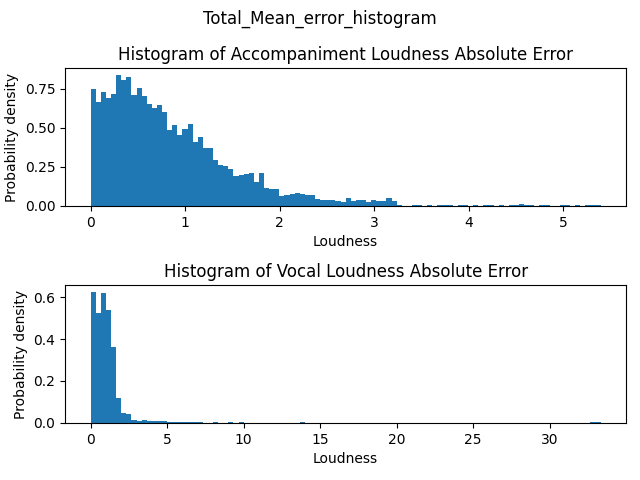 Total_Mean_error_histogram
Histogram of Accompaniment Loudness Absolute Error
Probability density
0.75
0.50
0.25
0.00
0 1 2 3 4 5
Loudness
Histogram of Vocal Loudness Absolute Error
Probability density
0.6
0.4
0.2
0.0
0 5 10 15 20 25 30
Loudness